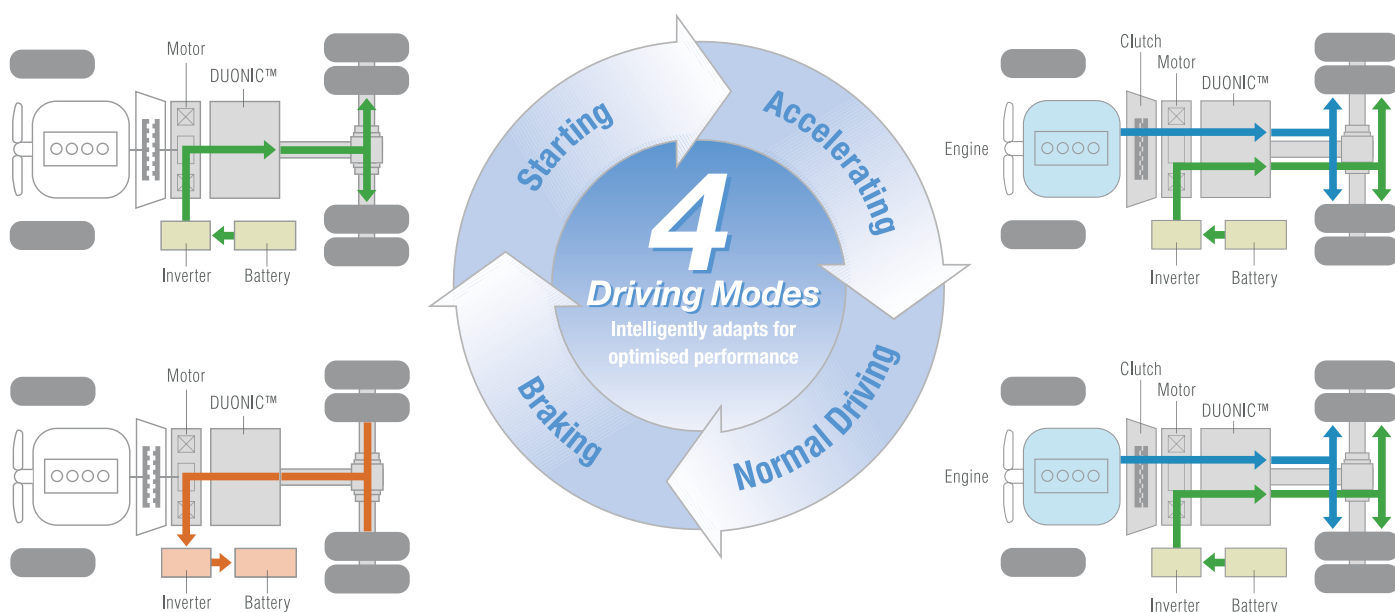 Motor
DUONIC™
Inverter
Battery
Starting
Accelerating
4
Driving Modes
Intelligently adapts for
optimised performance
Braking
Normal Driving
Clutch
Motor
DUONIC™
Engine
Inverter
Battery
Motor
DUONIC™
Inverter
Battery
Clutch
Motor
DUONIC™
Engine
Inverter
Battery